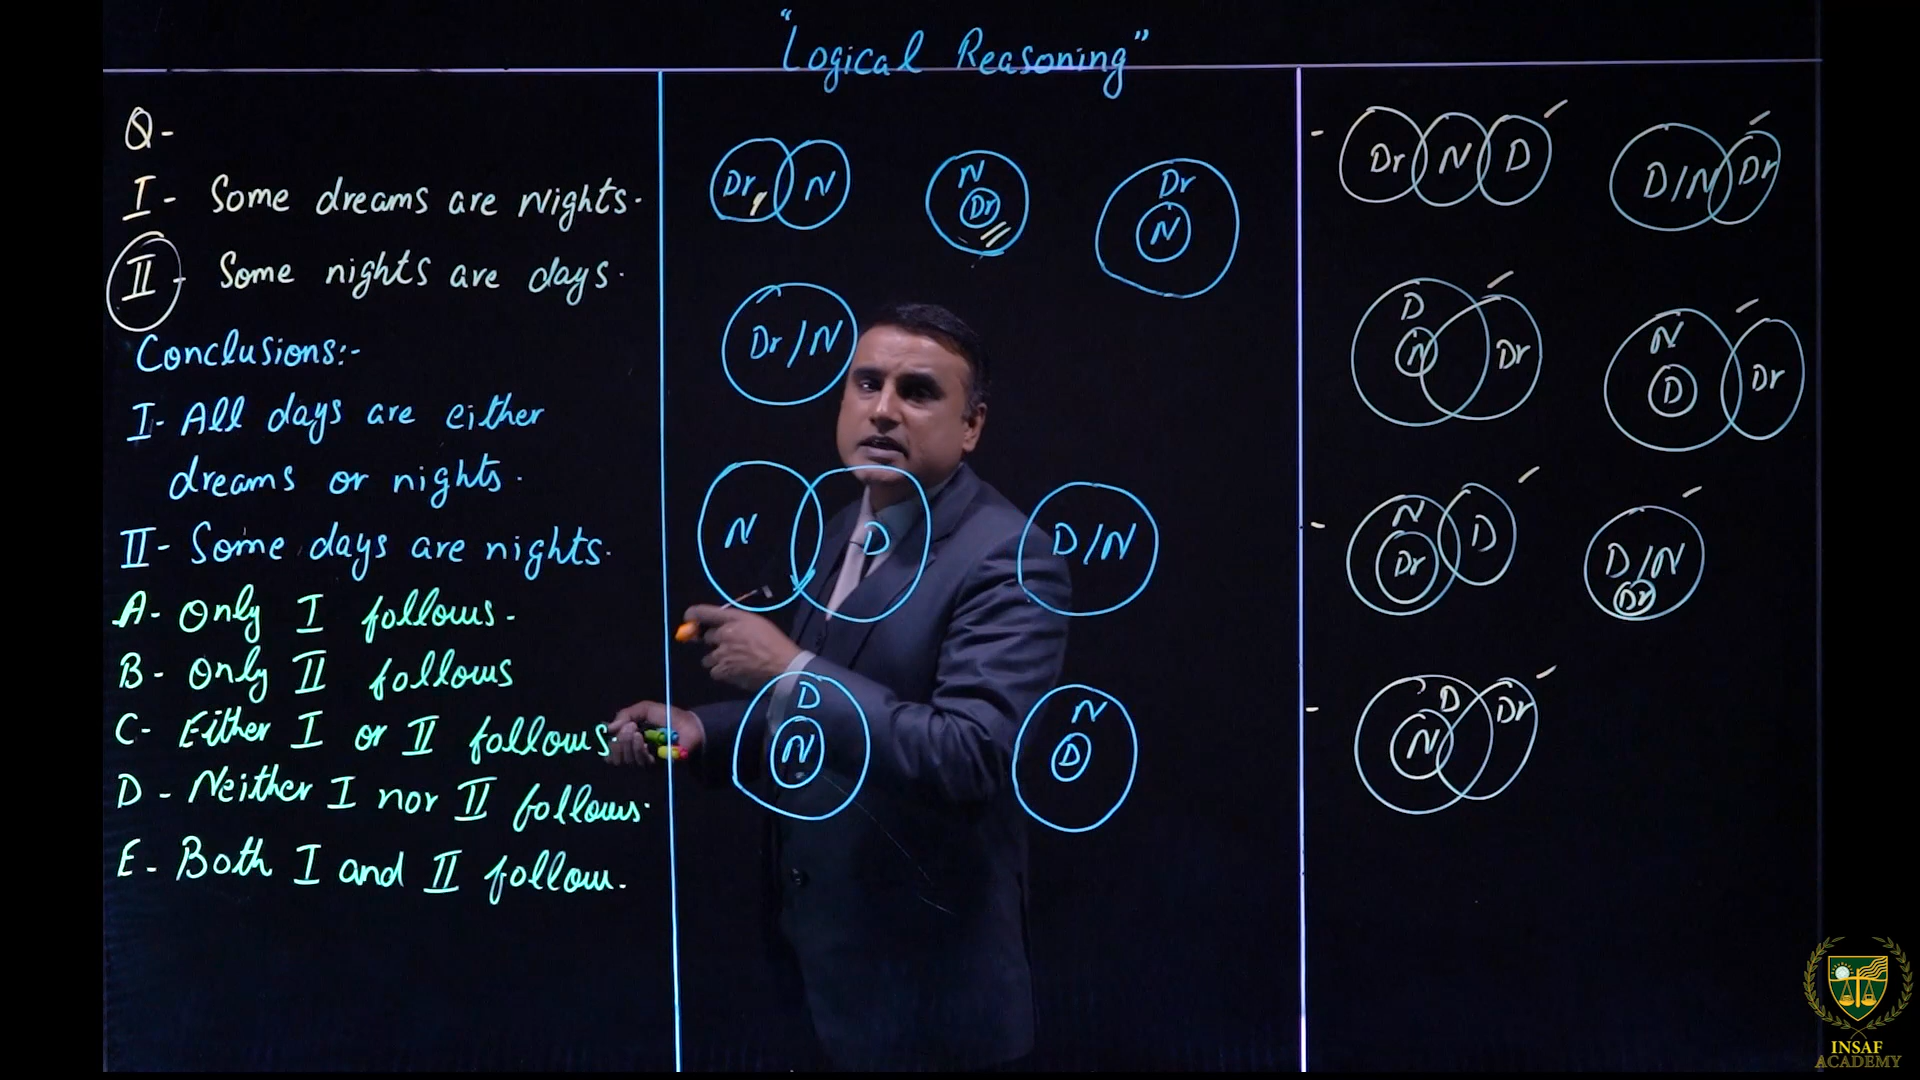 "Logical Reasoning"
Q-
I- Some dreams are Nights.
II- Some nights are days.
Conclusions:-
I- All days are either
dreams or nights.
II- Some days are nights.
A- Only I follows.
B- Only II follows
C- Either I or II follows.
D- Neither I nor II follows.
E- Both I and II follow.
Dr N
N
Dr
Dr
N
Dr/N
N D
D/N
D
N
N
D
Dr N D
D/N Dr
D
N Dr
N
D Dr
N
Dr D
D/N
Dr
D Dr
N
INSAF
ACADEMY